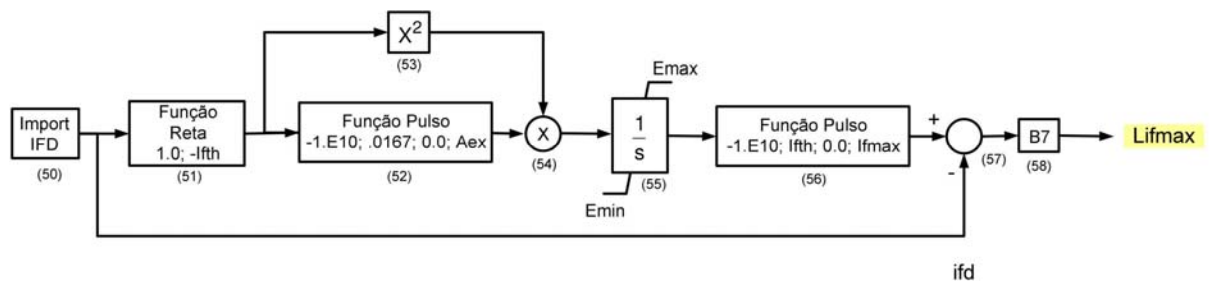 X²
(53)
Import
IFD
(50)
Função
Reta
1.0; -Ifth
(51)
Função Pulso
-1.E10; .0167; 0.0; Aex
(52)
X
(54)
Emax
1
s
(55)
Emin
Função Pulso
-1.E10; Ifth; 0.0; Ifmax
(56)
+
-
(57)
B7
(58)
Lifmax
ifd